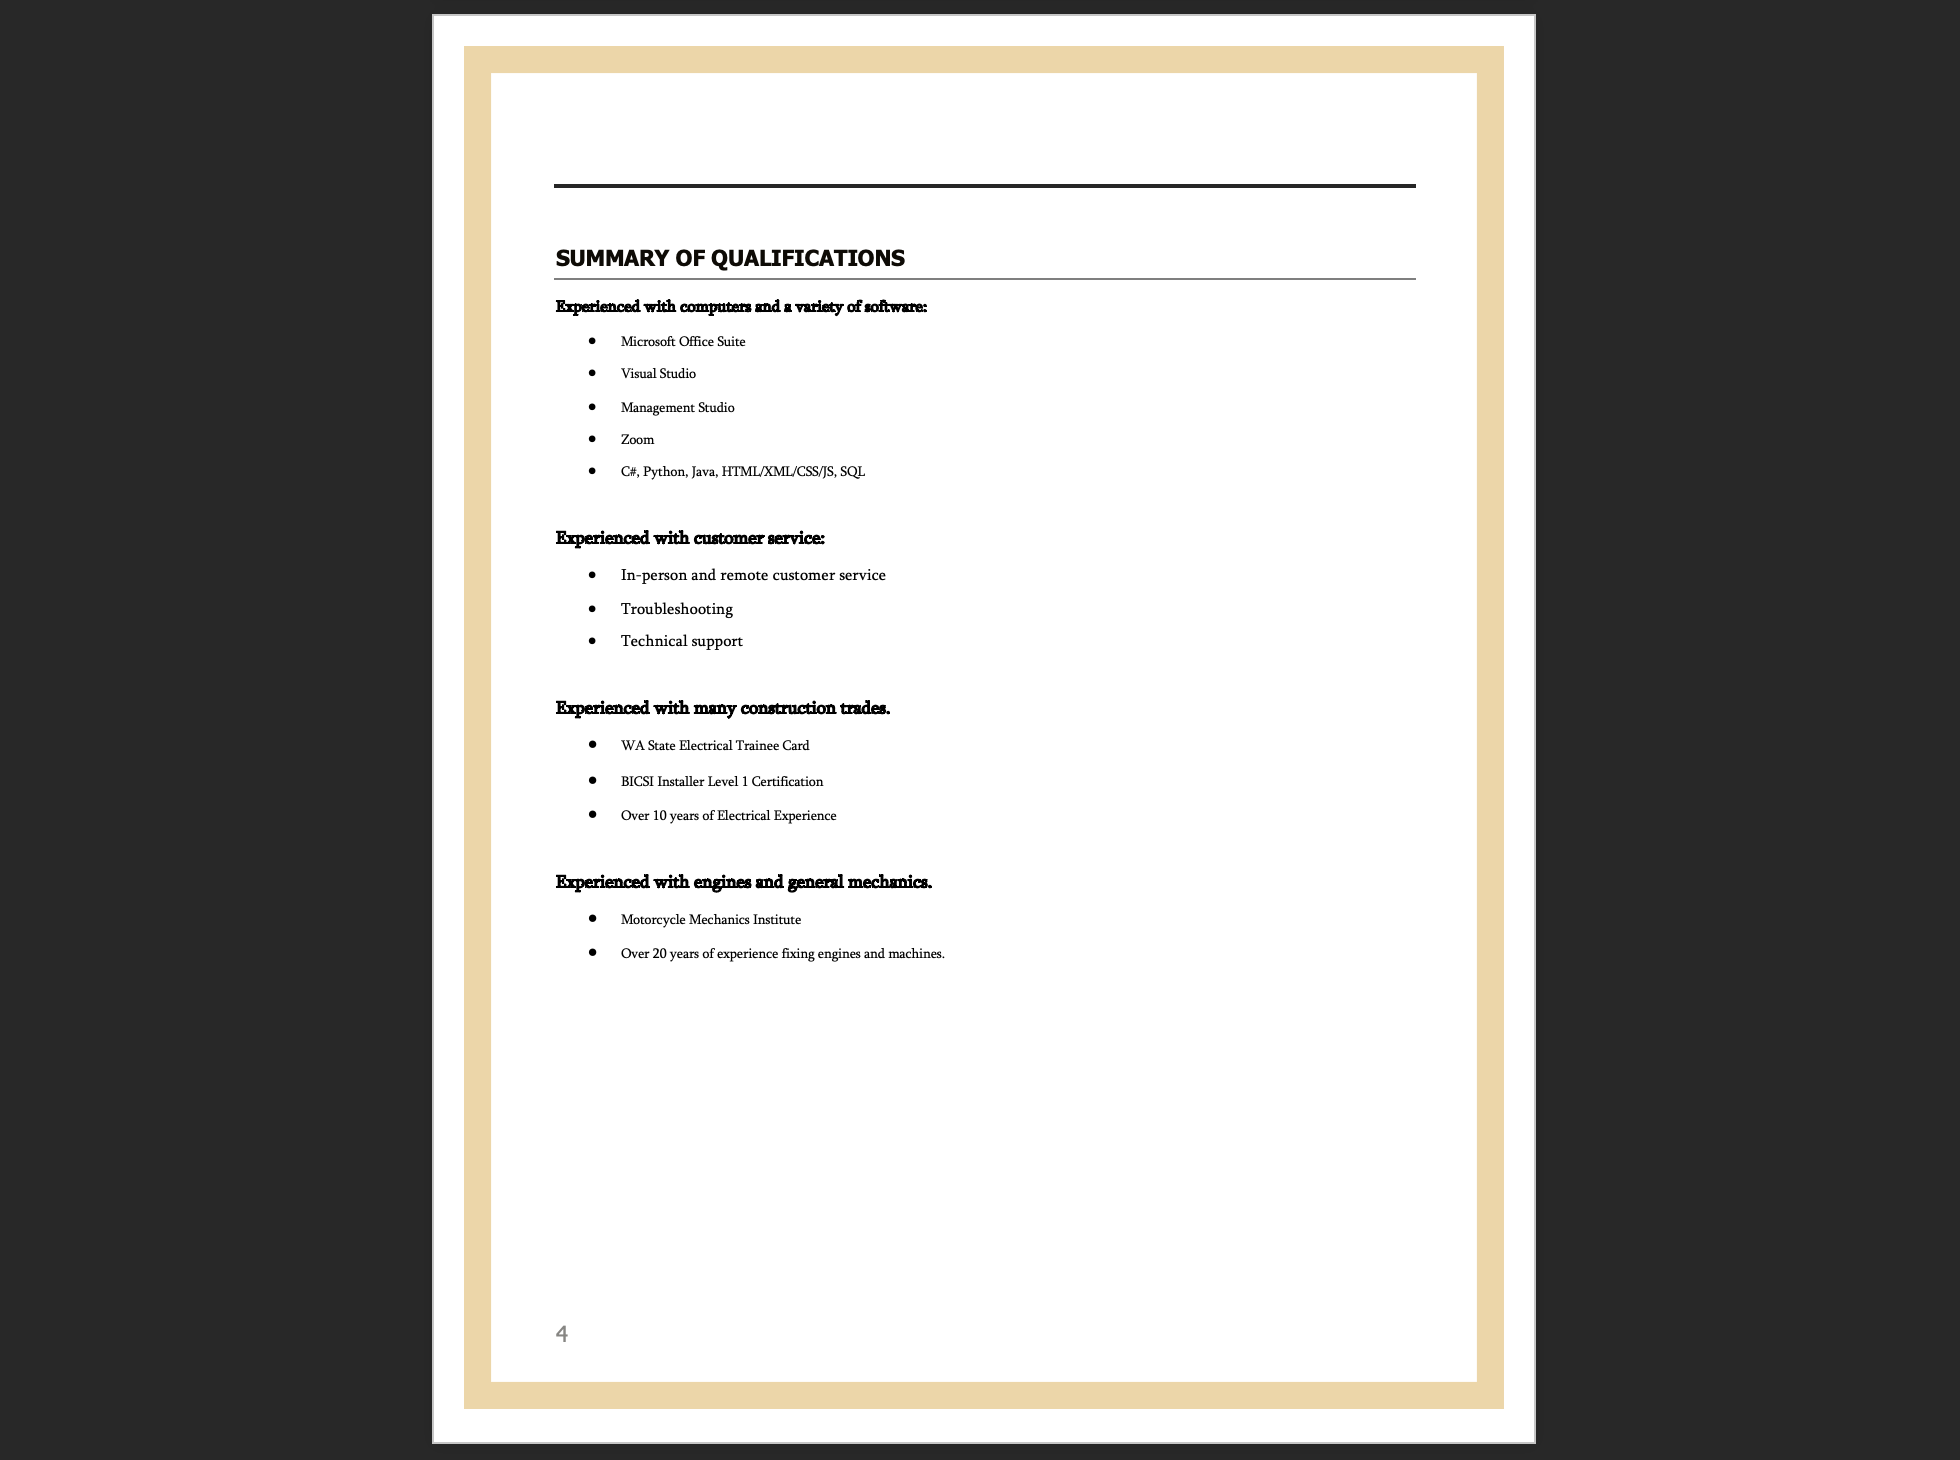 SUMMARY OF QUALIFICATIONS
Experienced with computers and a variety of software:
• Microsoft Office Suite
• Visual Studio
• Management Studio
• Zoom
• C#, Python, Java, HTML/XML/CSS/JS, SQL
Experienced with customer service:
• In-person and remote customer service
• Troubleshooting
• Technical support
Experienced with many construction trades.
• WA State Electrical Trainee Card
• BICSI Installer Level 1 Certification
• Over 10 years of Electrical Experience
Experienced with engines and general mechanics.
• Motorcycle Mechanics Institute
• Over 20 years of experience fixing engines and machines.
4